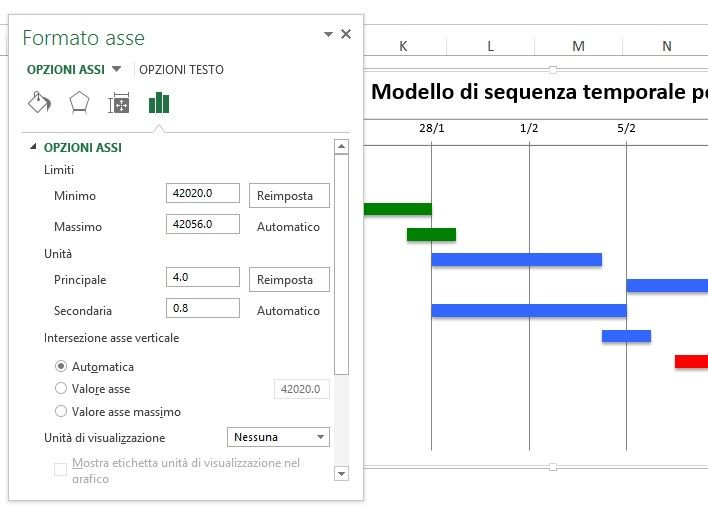 Formato asse
OPZIONI ASSI OPZIONI TESTO
OPZIONI ASSI
Limiti
Minimo 42020.0 Reimposta
Massimo 42056.0 Automatico
Unità
Principale 4.0 Reimposta
Secondaria 0.8 Automatico
Intersezione asse verticale
Automatica
Valore asse 42020.0
Valore asse massimo
Unità di visualizzazione Nessuna
Mostra etichetta unità di visualizzazione nel
grafico
K L M N
Modello di sequenza temporale p
28/1 1/2 5/2